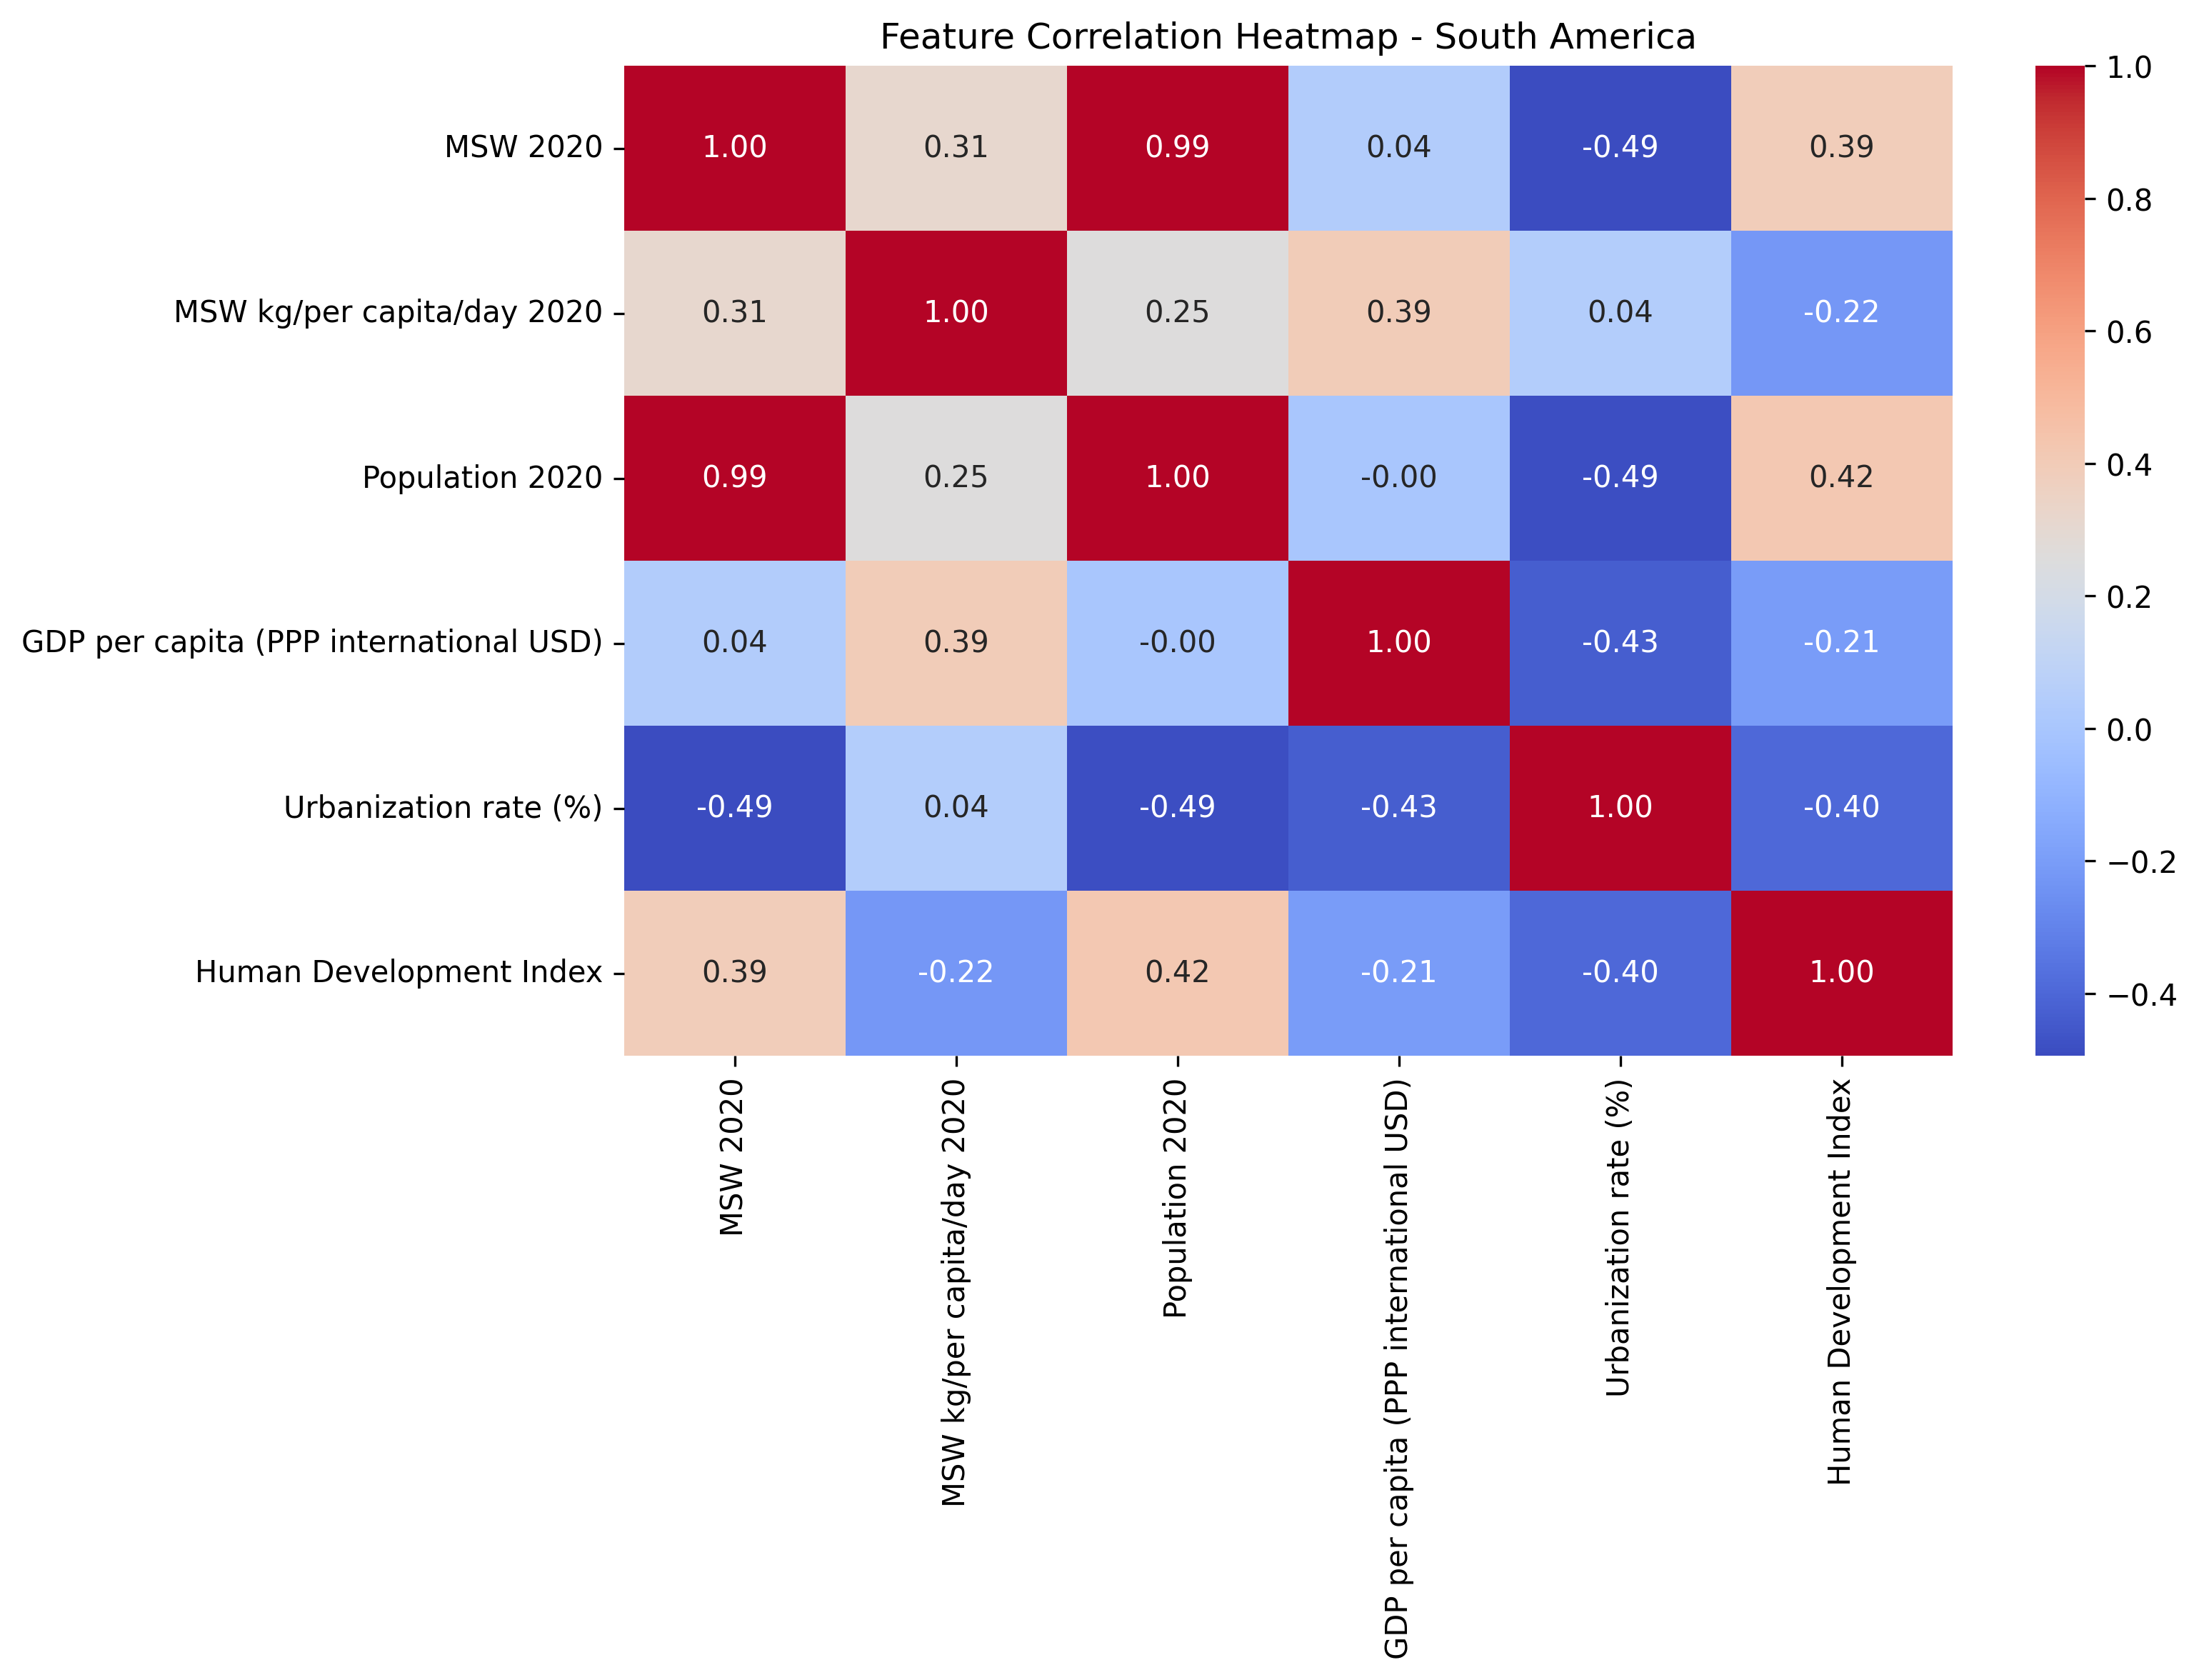 Feature Correlation Heatmap - South America
MSW 2020 1.00 0.31 0.99 0.04 -0.49 0.39
MSW kg/per capita/day 2020 0.31 1.00 0.25 0.39 0.04 -0.22
Population 2020 0.99 0.25 1.00 -0.00 -0.49 0.42
GDP per capita (PPP international USD) 0.04 0.39 -0.00 1.00 -0.43 -0.21
Urbanization rate (%) -0.49 0.04 -0.49 -0.43 1.00 -0.40
Human Development Index 0.39 -0.22 0.42 -0.21 -0.40 1.00
MSW 2020
MSW kg/per capita/day 2020
Population 2020
GDP per capita (PPP international USD)
Urbanization rate (%)
Human Development Index
1.0
0.8
0.6
0.4
0.2
0.0
−0.2
−0.4